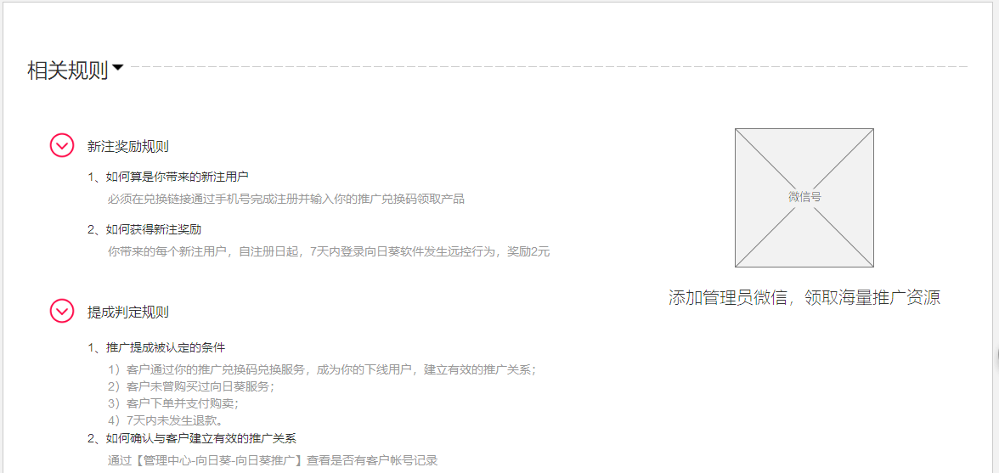 相关规则
新注奖励规则
1、如何算是你带来的新注用户
必须在兑换链接通过手机号完成注册并输入你的推广兑换码领取产品
2、如何获得新注奖励
你带来的每个新注用户，自注册日起，7天内登录向日葵软件发生远控行为，奖励2元
微信号
添加管理员微信，领取海量推广资源
提成判定规则
1、推广提成被认定的条件
1）客户通过你的推广兑换码兑换服务，成为你的下线用户，建立有效的推广关系；
2）客户未曾购买过向日葵服务；
3）客户下单并支付购卖；
4）7天内未发生退款。
2、如何确认与客户建立有效的推广关系
通过【管理中心-向日葵-向日葵推广】查看是否有客户帐号记录